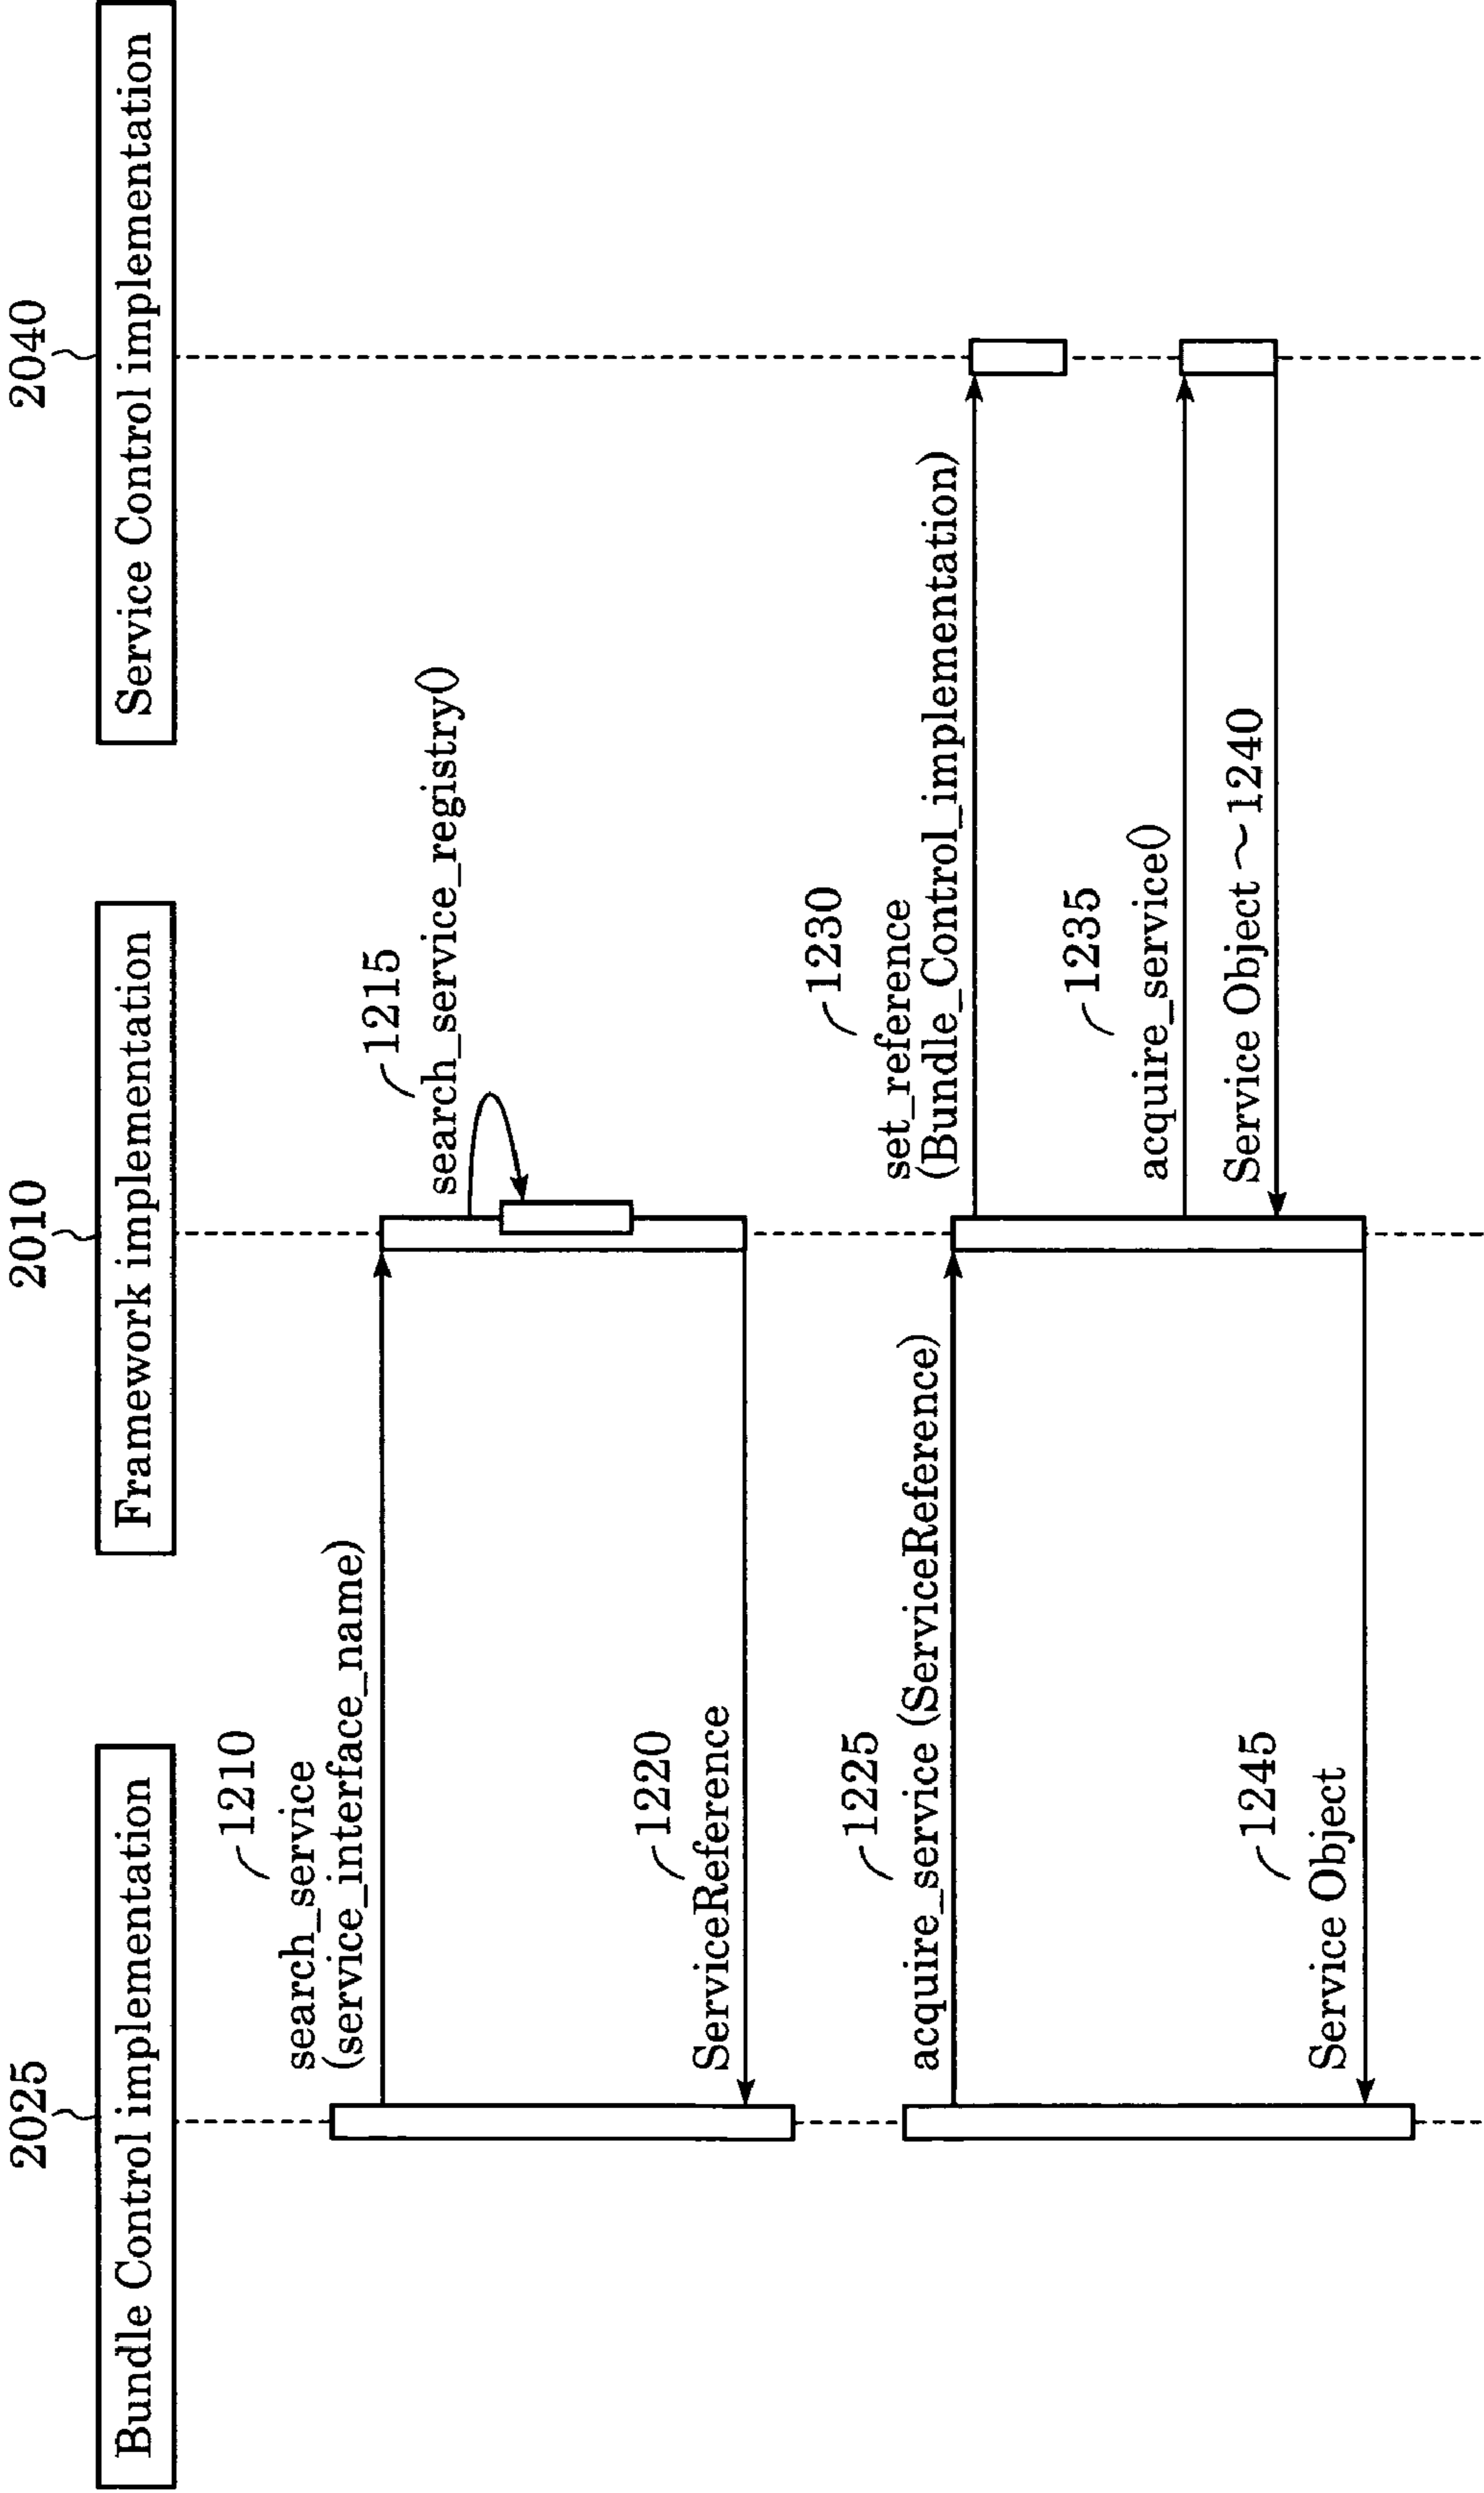 2025
2010
2040
Bundle Control implementation
Framework implementation
Service Control implementation
1210
search_service
(service_interface_name)
1215
search_service_registry()
1220
ServiceReference
1225
acquire_service (ServiceReference)
1230
set_reference
(Bundle_Control_implementation)
1235
acquire_service()
Service Object ~1240
1245
Service Object